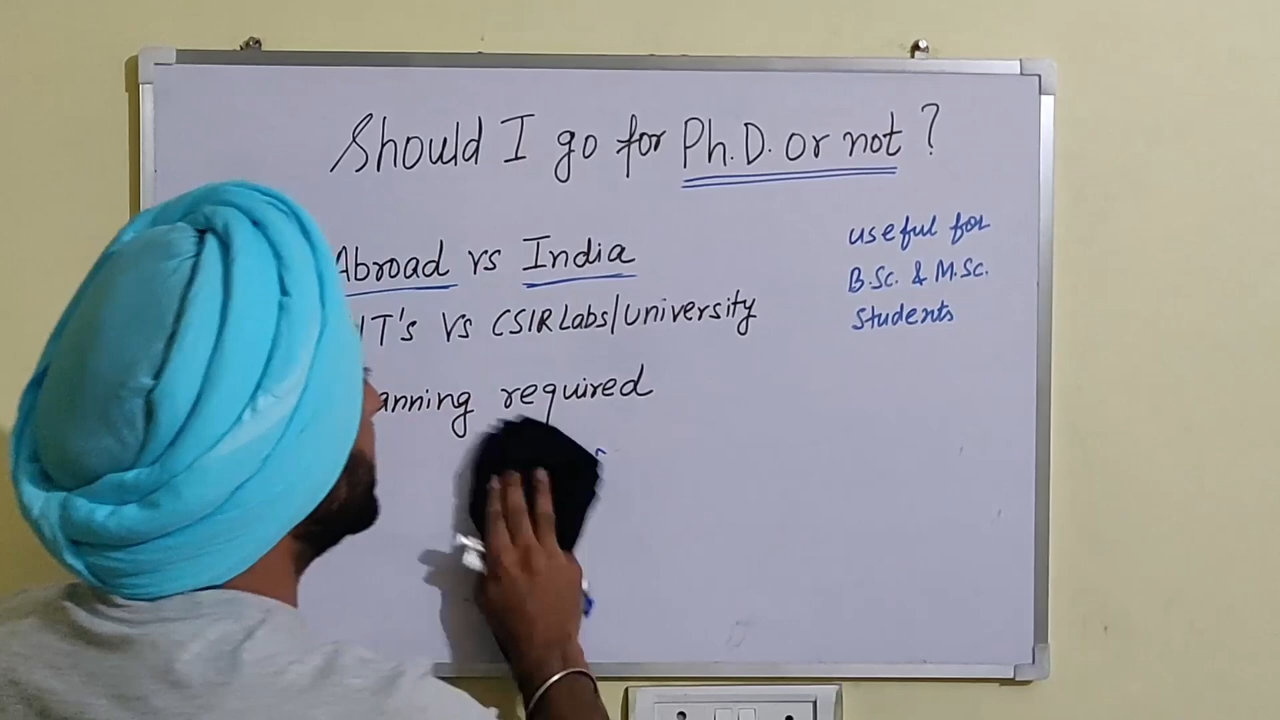 Should I go for Ph.D. or not?
Abroad vs India
IT's Vs CSIR Labs/University
anning required
useful for
B.Sc. & M.Sc.
Students